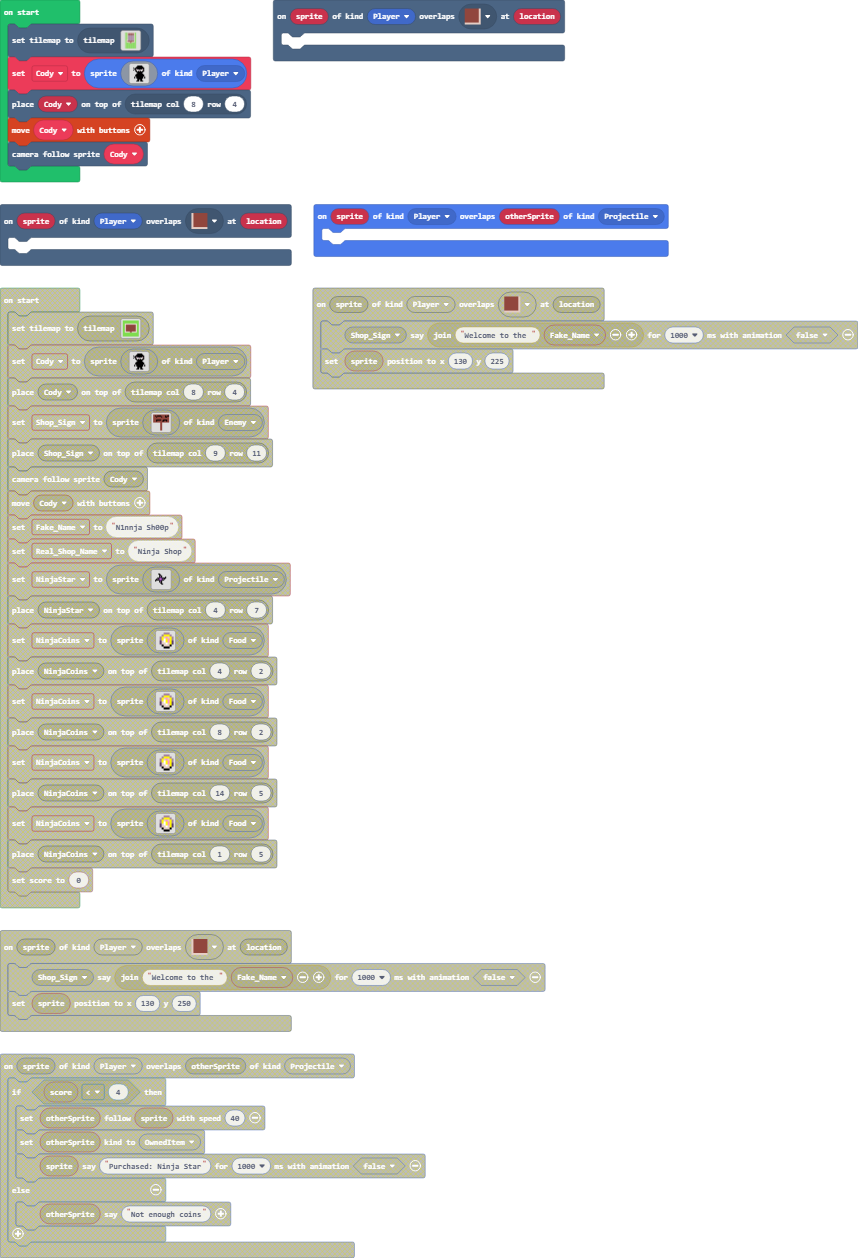 on start
set tilemap to tilemap
set Cody to sprite of kind Player
place Cody on top of tilemap col 8 row 4
move Cody with buttons
camera follow sprite Cody
on sprite of kind Player overlaps at location
on sprite of kind Player overlaps at location
on sprite of kind Player overlaps otherSprite of kind Projectile
on start
set tilemap to tilemap
set Cody to sprite of kind Player
place Cody on top of tilemap col 8 row 4
set Shop_Sign to sprite of kind Enemy
place Shop_Sign on top of tilemap col 9 row 11
camera follow sprite Cody
move Cody with buttons
set Fake_Name to "N1nnja Sh00p"
set Real_Shop_Name to "Ninja Shop"
set NinjaStar to sprite of kind Projectile
place NinjaStar on top of tilemap col 4 row 7
set NinjaCoins to sprite of kind Food
place NinjaCoins on top of tilemap col 4 row 2
set NinjaCoins to sprite of kind Food
place NinjaCoins on top of tilemap col 8 row 2
set NinjaCoins to sprite of kind Food
place NinjaCoins on top of tilemap col 14 row 5
set NinjaCoins to sprite of kind Food
place NinjaCoins on top of tilemap col 1 row 5
set score to 0
on sprite of kind Player overlaps at location
Shop_Sign say join "Welcome to the " Fake_Name for 1000 ms with animation false
set sprite position to x 130 y 225
on sprite of kind Player overlaps at location
Shop_Sign say join "Welcome to the " Fake_Name for 1000 ms with animation false
set sprite position to x 130 y 250
on sprite of kind Player overlaps otherSprite of kind Projectile
if score < 4 then
set otherSprite follow sprite with speed 40
set otherSprite kind to OwnedItem
sprite say "Purchased: Ninja Star" for 1000 ms with animation false
else
otherSprite say "Not enough coins"